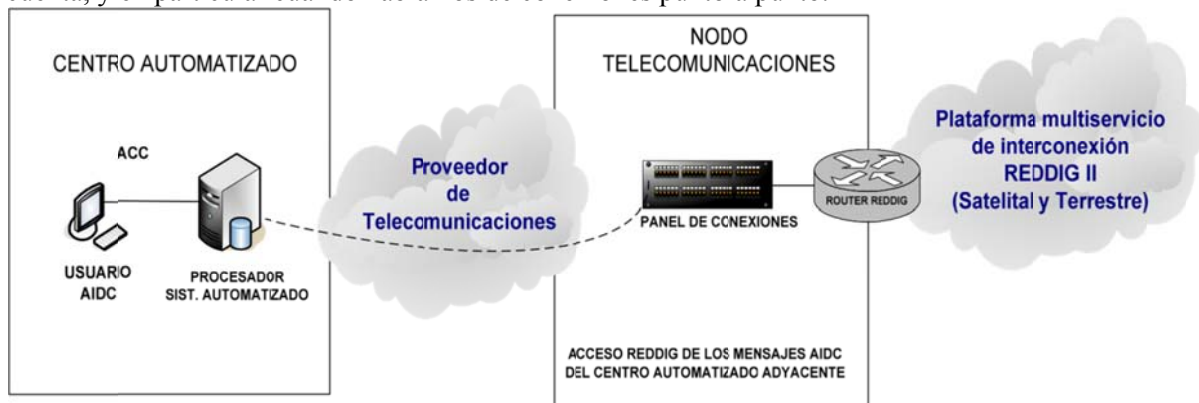 CENTRO AUTOMATIZADO
ACC
USUARIO
AIDC
PROCESADOR
SIST. AUTOMATIZADO
Proveedor
de
Telecomunicaciones
NODO
TELECOMUNICACIONES
PANEL DE CONEXIONES
ROUTER REDDIG
ACCESO REDDIG DE LOS MENSAJES AIDC
DEL CENTRO AUTOMATIZADO ADYACENTE
Plataforma multiservicio
de interconexión
REDDIG II
(Satelital y Terrestre)